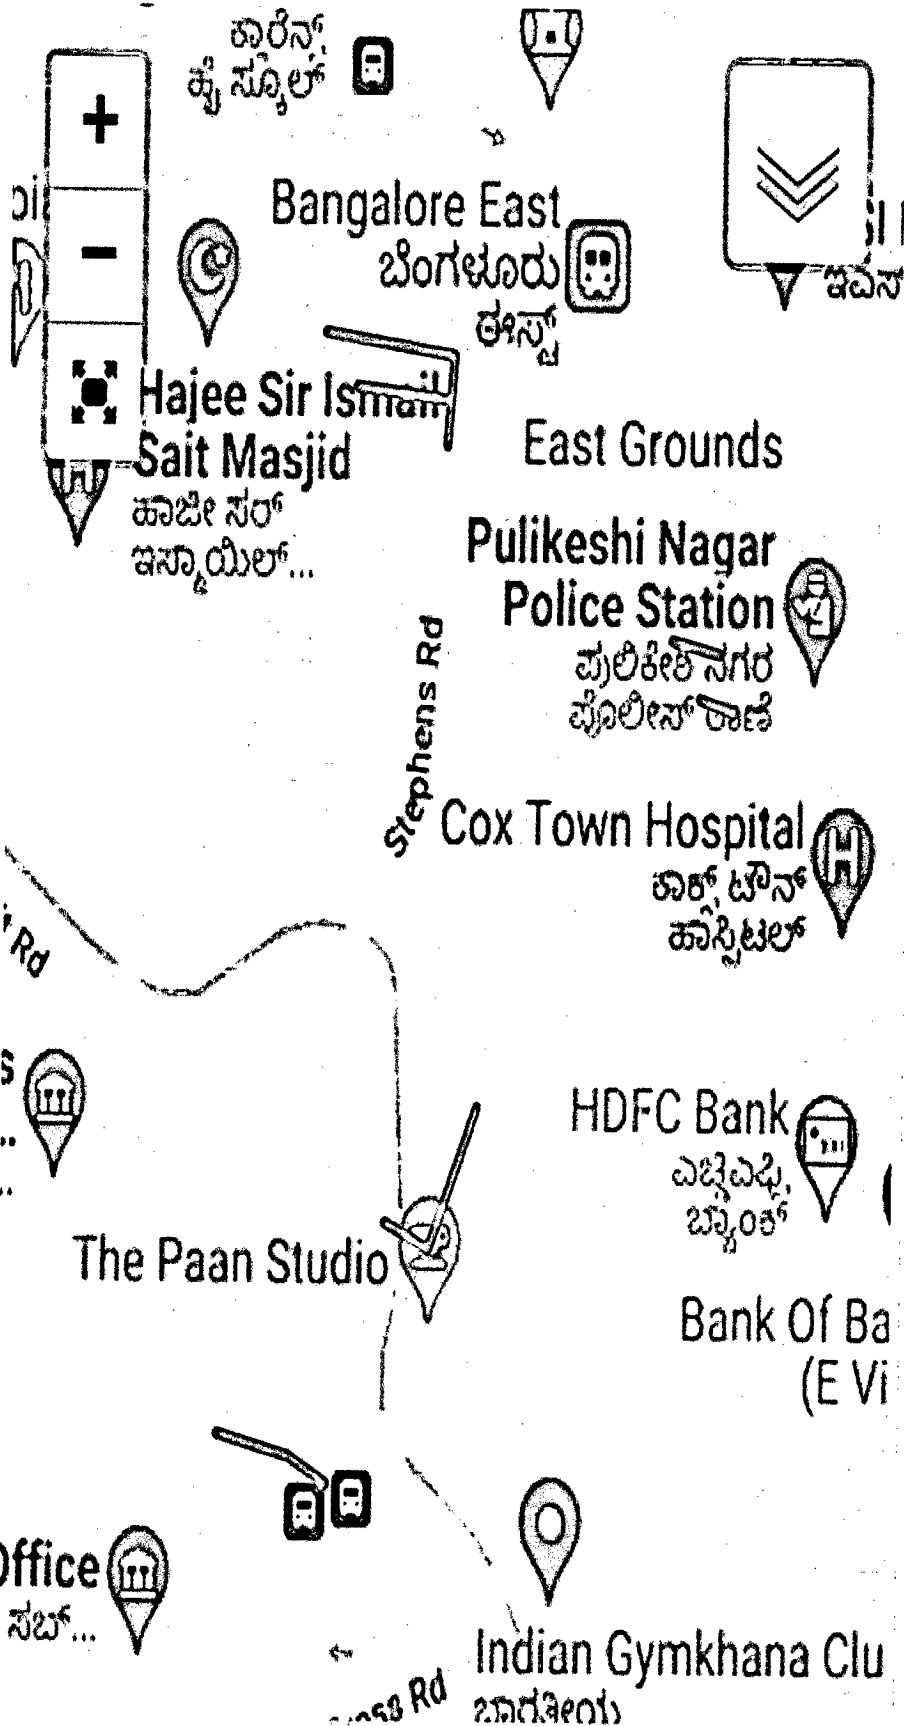 ಹೈ ಸ್ಕೂಲ್
Bangalore East
ಬೆಂಗಳೂರು
ಈಸ್ಟ್
Hajee Sir Ismail
Sait Masjid
ಹಾಜೀ ಸರ್
ಇಸ್ಮಾಯಿಲ್...
East Grounds
Pulikeshi Nagar
Police Station
ಪುಲಿಕೇಶಿ ನಗರ
ಪೊಲೀಸ್ ಠಾಣೆ
Stephens Rd
Cox Town Hospital
ಕಾಕ್ಸ್ ಟೌನ್
ಹಾಸ್ಪಿಟಲ್
Rd
HDFC Bank
ಎಚ್ಡಿಎಫ್ಸಿ
ಬ್ಯಾಂಕ್
The Paan Studio
Bank Of Ba
(E Vi
Office
ಸಬ್...
Indian Gymkhana Clu
Rd